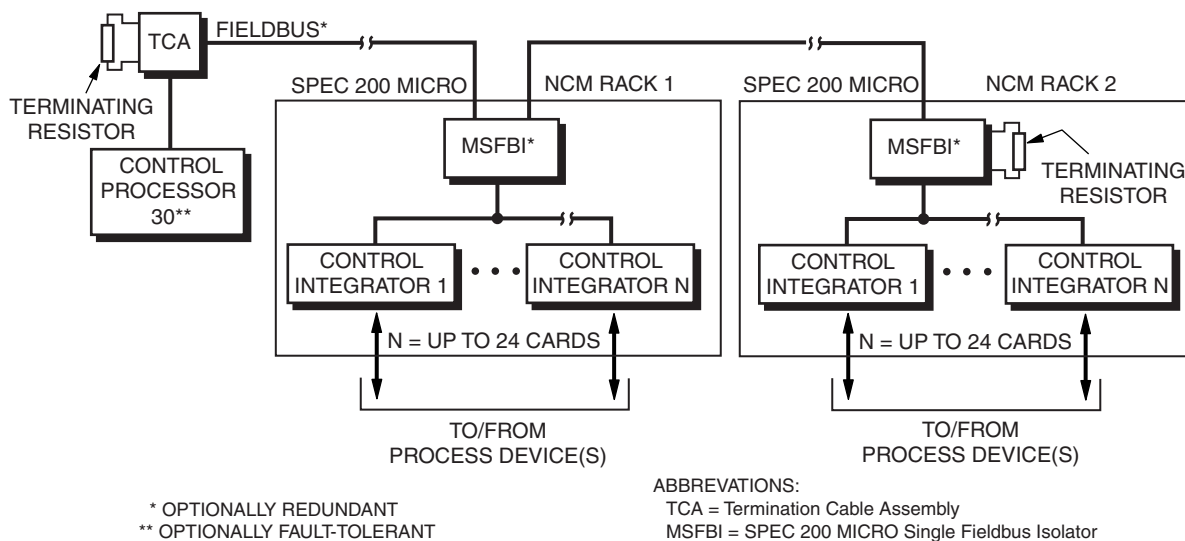 TCA
FIELDBUS*
TERMINATING
RESISTOR
CONTROL
PROCESSOR
30**
SPEC 200 MICRO
NCM RACK 1
MSFBI*
CONTROL
INTEGRATOR 1
CONTROL
INTEGRATOR N
N = UP TO 24 CARDS
TO/FROM
PROCESS DEVICE(S)
SPEC 200 MICRO
NCM RACK 2
MSFBI*
TERMINATING
RESISTOR
CONTROL
INTEGRATOR 1
CONTROL
INTEGRATOR N
N = UP TO 24 CARDS
TO/FROM
PROCESS DEVICE(S)
* OPTIONALLY REDUNDANT
** OPTIONALLY FAULT-TOLERANT
ABBREVATIONS:
TCA = Termination Cable Assembly
MSFBI = SPEC 200 MICRO Single Fieldbus Isolator